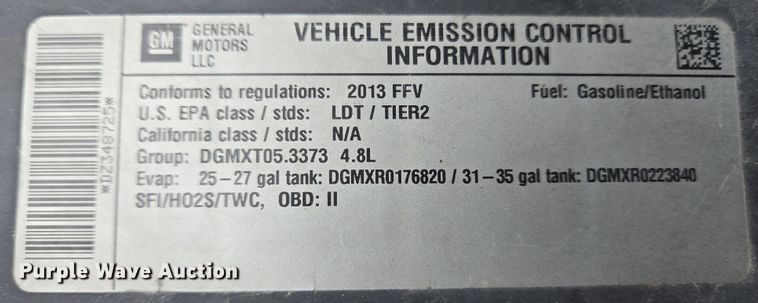 GM
GENERAL MOTORS LLC
VEHICLE EMISSION CONTROL
INFORMATION
Conforms to regulations: 2013 FFV Fuel: Gasoline/Ethanol
U.S. EPA class / stds: LDT / TIER2
California class / stds: N/A
Group: DGMXT05.3373 4.8L
Evap: 25-27 gal tank: DGMXR0176820 / 31-35 gal tank: DGMXR0223840
SFI/HO2S/TWC, OBD: II
*DZ348725*
Purple Wave Auction